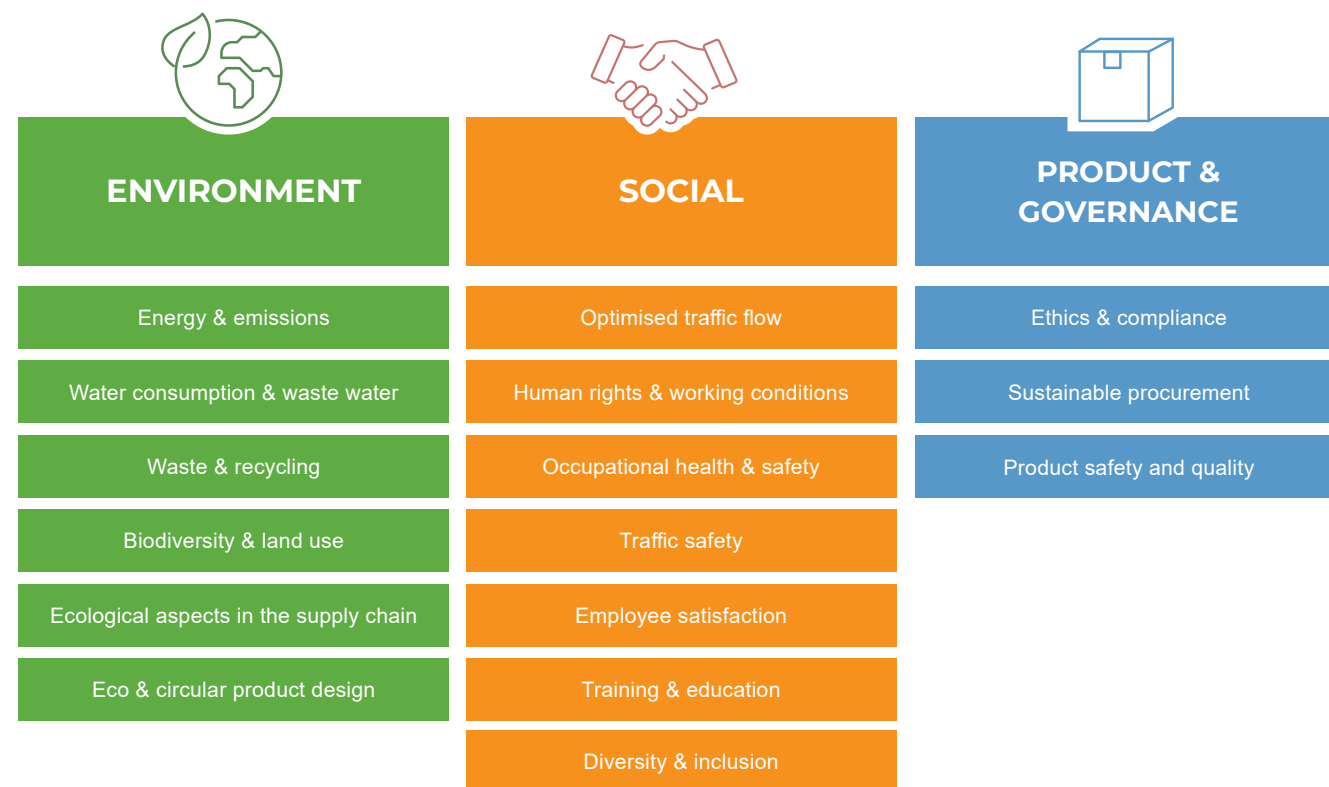 ENVIRONMENT
Energy & emissions
Water consumption & waste water
Waste & recycling
Biodiversity & land use
Ecological aspects in the supply chain
Eco & circular product design
SOCIAL
Optimised traffic flow
Human rights & working conditions
Occupational health & safety
Traffic safety
Employee satisfaction
Training & education
Diversity & inclusion
PRODUCT &
GOVERNANCE
Ethics & compliance
Sustainable procurement
Product safety and quality